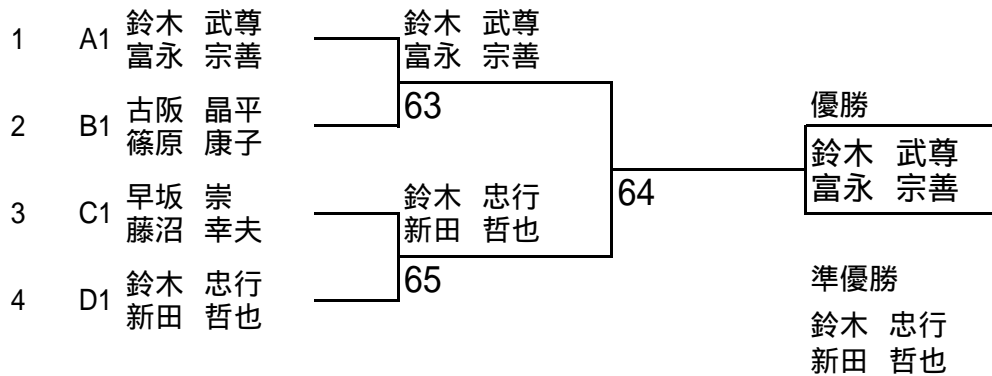 1 A1 鈴木 武尊
富永 宗善
2 B1 古阪 晶平
篠原 康子
3 C1 早坂 崇
藤沼 幸夫
4 D1 鈴木 忠行
新田 哲也
鈴木 武尊
富永 宗善
63
鈴木 忠行
新田 哲也
65
64
優勝
鈴木 武尊
富永 宗善
準優勝
鈴木 忠行
新田 哲也